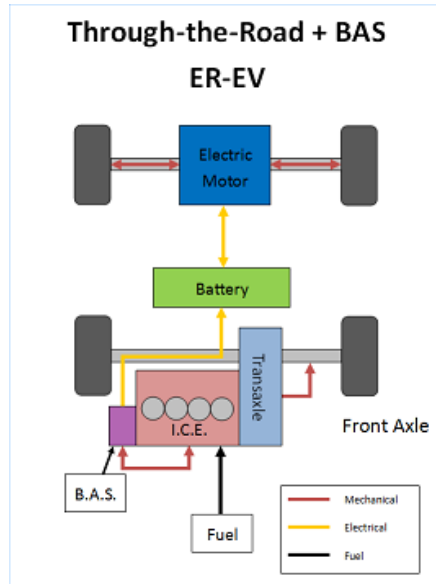 Through-the-Road + BAS
ER-EV
Electric
Motor
Battery
Transaxle
I.C.E.
Front Axle
B.A.S.
Fuel
Mechanical
Electrical
Fuel